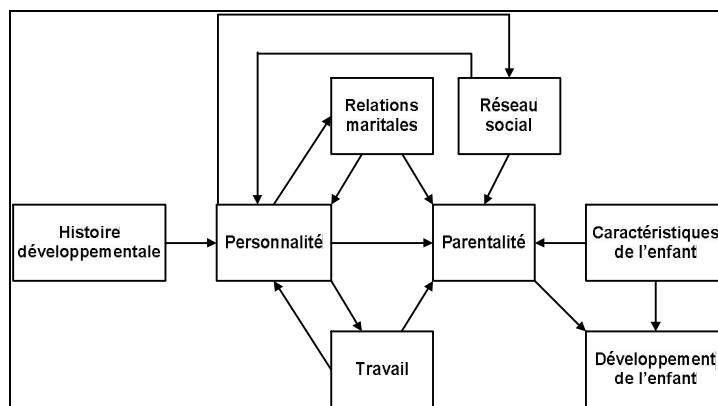 Relations
maritales
Réseau
social
Histoire
développementale
Personnalité
Parentalité
Caractéristiques
de l'enfant
Travail
Développement
de l'enfant